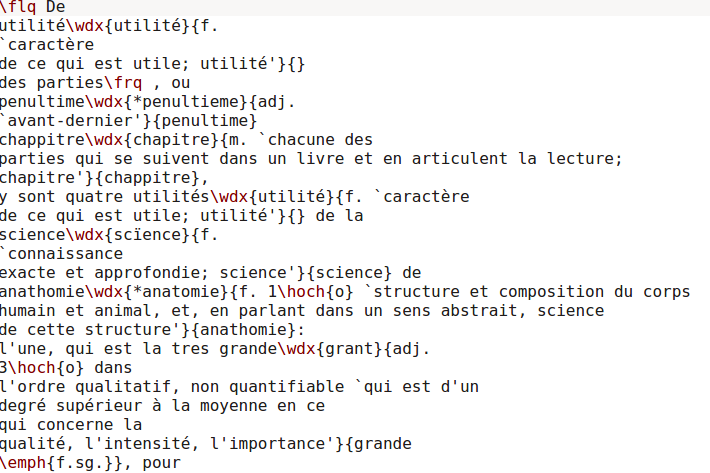 \flq De
utilité\wdx{utilité}{f.
`caractère
de ce qui est utile; utilité'}{}
des parties\frq , ou
penultime\wdx{*penultieme}{adj.
`avant-dernier'}{penultime}
chappitre\wdx{chapitre}{m. `chacune des
parties qui se suivent dans un livre et en articulent la lecture;
chapitre'}{chappitre},
y sont quatre utilités\wdx{utilité}{f. `caractère
de ce qui est utile; utilité'}{} de la
science\wdx{scïence}{f.
`connaissance
exacte et approfondie; science'}{science} de
anathomie\wdx{*anatomie}{f. 1\hoch{o} `structure et composition du corps
humain et animal, et, en parlant dans un sens abstrait, science
de cette structure'}{anathomie}:
l'une, qui est la tres grande\wdx{grant}{adj.
3\hoch{o} dans
l'ordre qualitatif, non quantifiable `qui est d'un
degré supérieur à la moyenne en ce
qui concerne la
qualité, l'intensité, l'importance'}{grande
\emph{f.sg.}}, pour